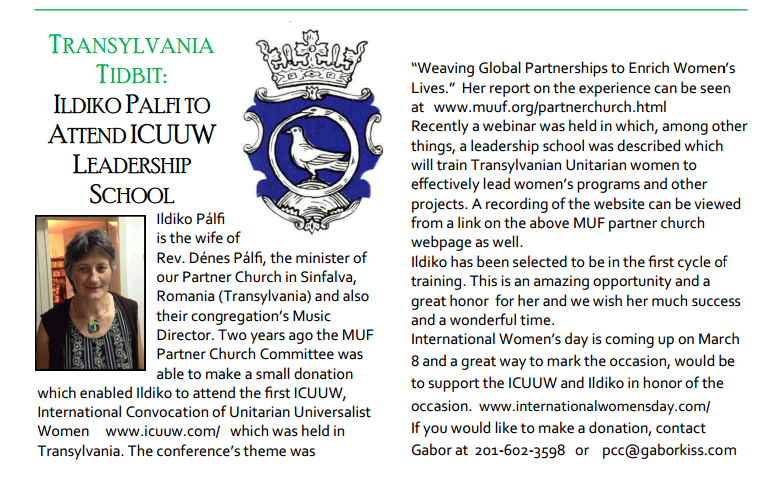 TRANSYLVANIA
TIDBIT:
ILDIKO PALFI TO
ATTEND ICUUW
LEADERSHIP
SCHOOL
Ildiko Pálfi
is the wife of
Rev. Dénes Pálfi, the minister of
our Partner Church in Sinfalva,
Romania (Transylvania) and also
their congregation's Music
Director. Two years ago the MUF
Partner Church Committee was
able to make a small donation
which enabled Ildiko to attend the first ICUUW,
International Convocation of Unitarian Universalist
Women www.icuuw.com/ which was held in
Transylvania. The conference's theme was
"Weaving Global Partnerships to Enrich Women's
Lives." Her report on the experience can be seen
at www.muuf.org/partnerchurch.html
Recently a webinar was held in which, among other
things, a leadership school was described which
will train Transylvanian Unitarian women to
effectively lead women's programs and other
projects. A recording of the website can be viewed
from a link on the above MUF partner church
webpage as well.
Ildiko has been selected to be in the first cycle of
training. This is an amazing opportunity and a
great honor for her and we wish her much success
and a wonderful time.
International Women's day is coming up on March
8 and a great way to mark the occasion, would be
to support the ICUUW and Ildiko in honor of the
occasion. www.internationalwomensday.com/
If you would like to make a donation, contact
Gabor at 201-602-3598 or pcc@gaborkiss.com